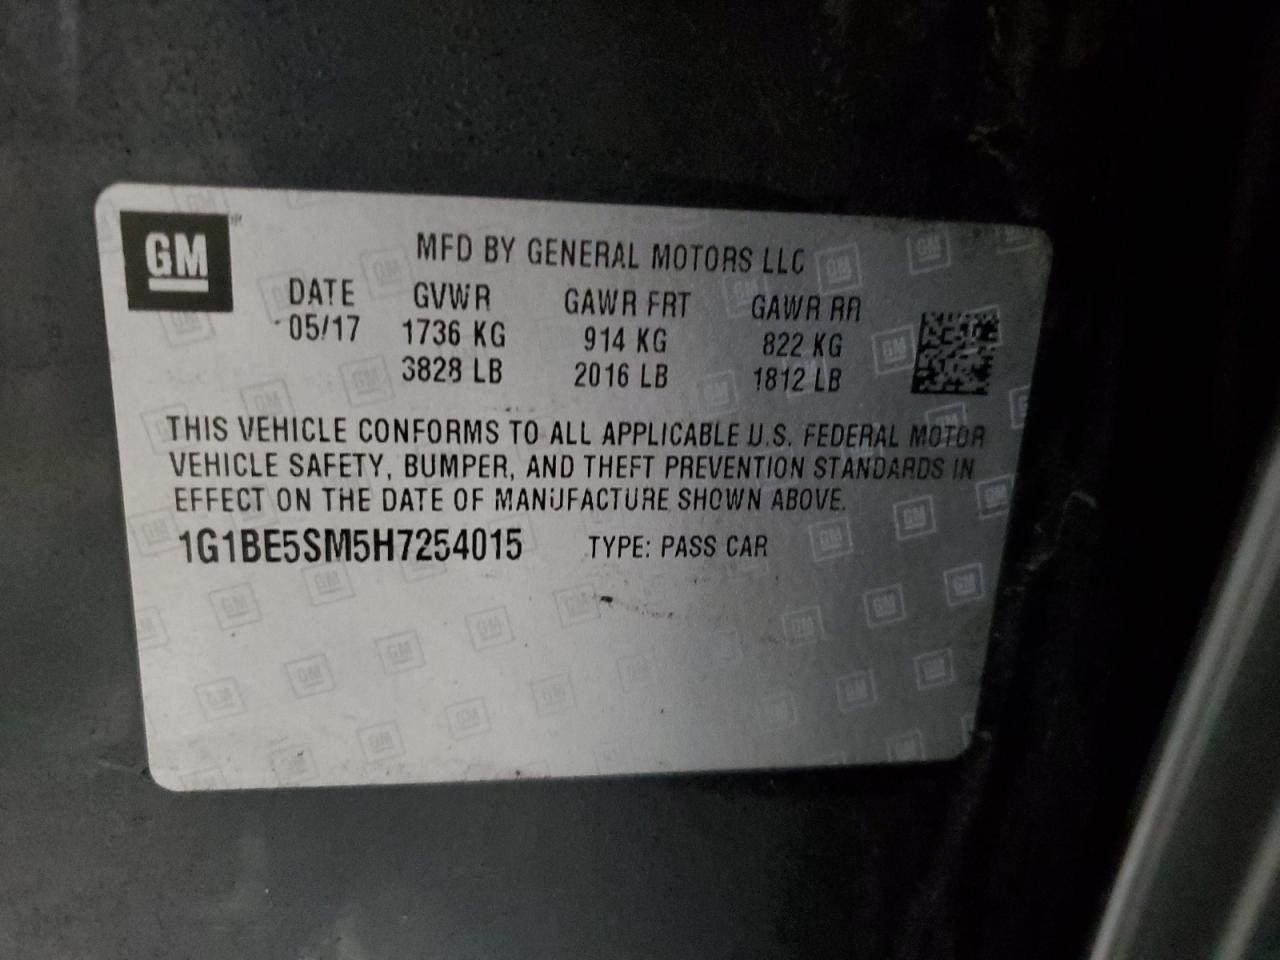 GM
MFD BY GENERAL MOTORS LLC
DATE GVWR GAWR FRT GAWR RR
05/17 1736 KG 914 KG 822 KG
3828 LB 2016 LB 1812 LB
THIS VEHICLE CONFORMS TO ALL APPLICABLE U.S. FEDERAL MOTOR
VEHICLE SAFETY, BUMPER, AND THEFT PREVENTION STANDARDS IN
EFFECT ON THE DATE OF MANUFACTURE SHOWN ABOVE.
1G1BE5SM5H7254015 TYPE: PASS CAR